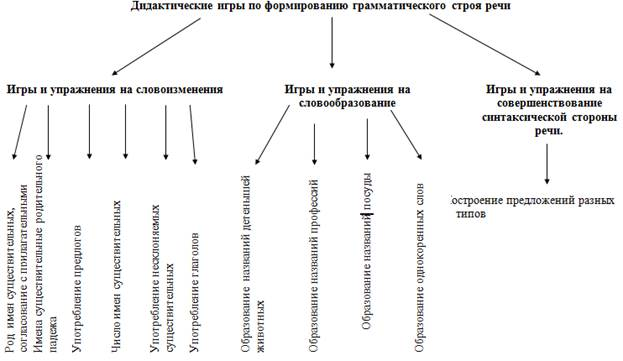 Дидактические игры по формированию грамматического строя речи
Игры и упражнения на словоизменения
Игры и упражнения на
словообразование
Игры и упражнения на
совершенствование
синтаксической стороны
речи.
Род имен существительных,
согласование с прилагательными
Имена существительные родительного
падежа
Употребление предлогов
Число имен существительных
Употребление несклоняемых
существительных
Употребление глаголов
Образование названий детенышей
животных
Образование названий профессий
Образование названий посуды
Образование однокоренных слов
остроение предложений разных
типов